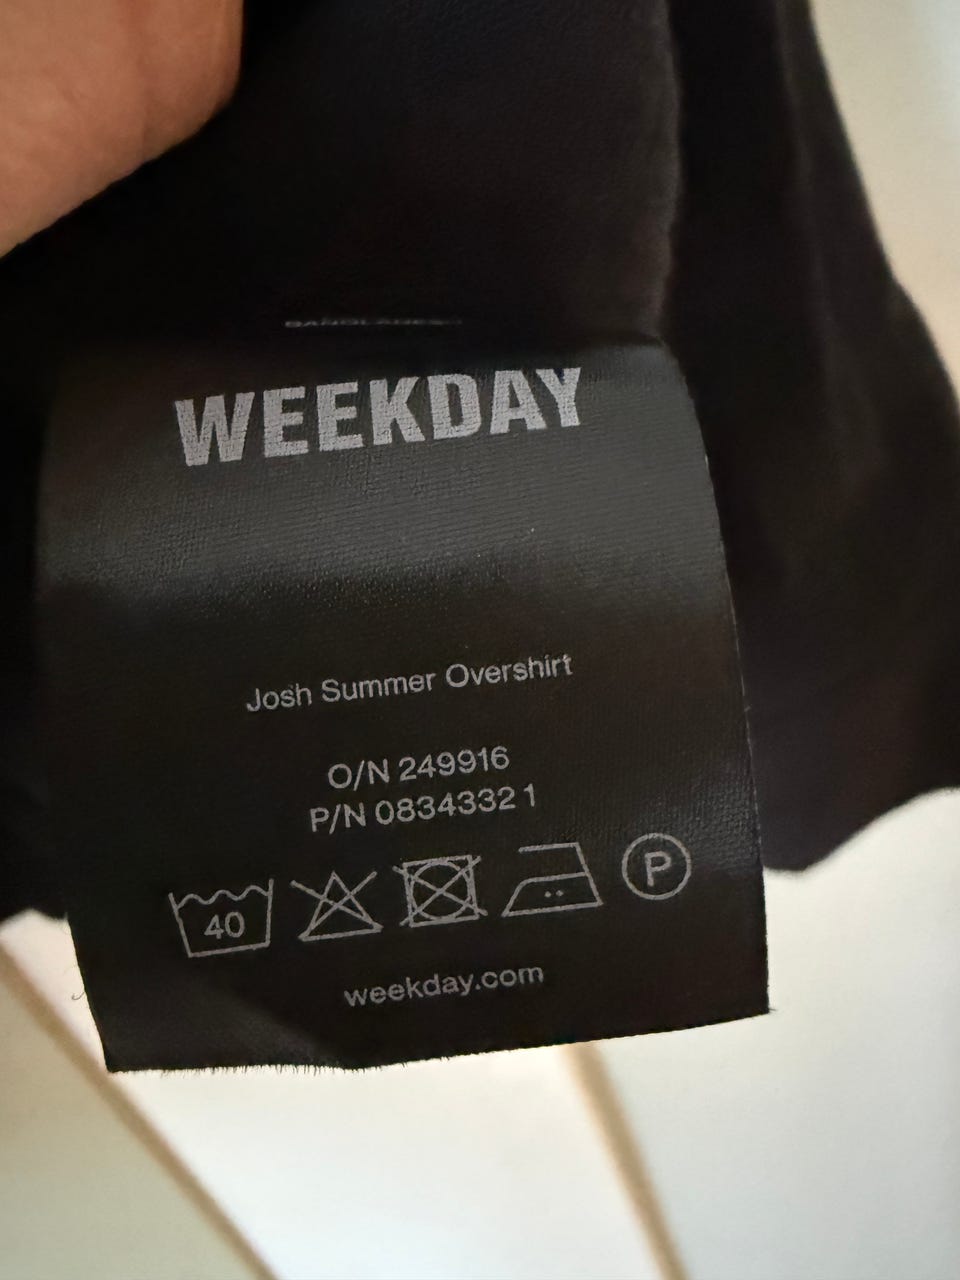 WEEKDAY
Josh Summer Overshirt
O/N 249916
P/N 08343321
40
P
weekday.com